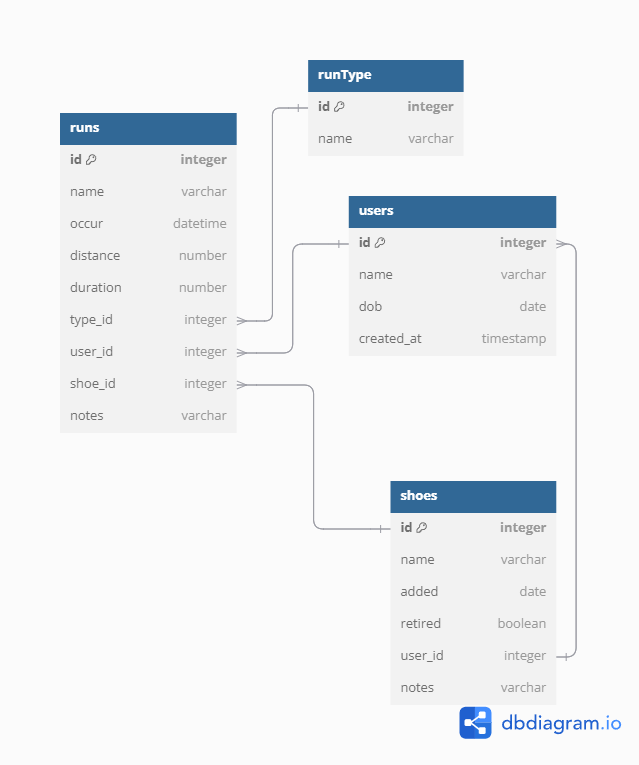 runType
id integer
name varchar
runs
id integer
name varchar
occur datetime
distance number
duration number
type_id integer
user_id integer
shoe_id integer
notes varchar
users
id integer
name varchar
dob date
created_at timestamp
shoes
id integer
name varchar
added date
retired boolean
user_id integer
notes varchar
dbdiagram.io